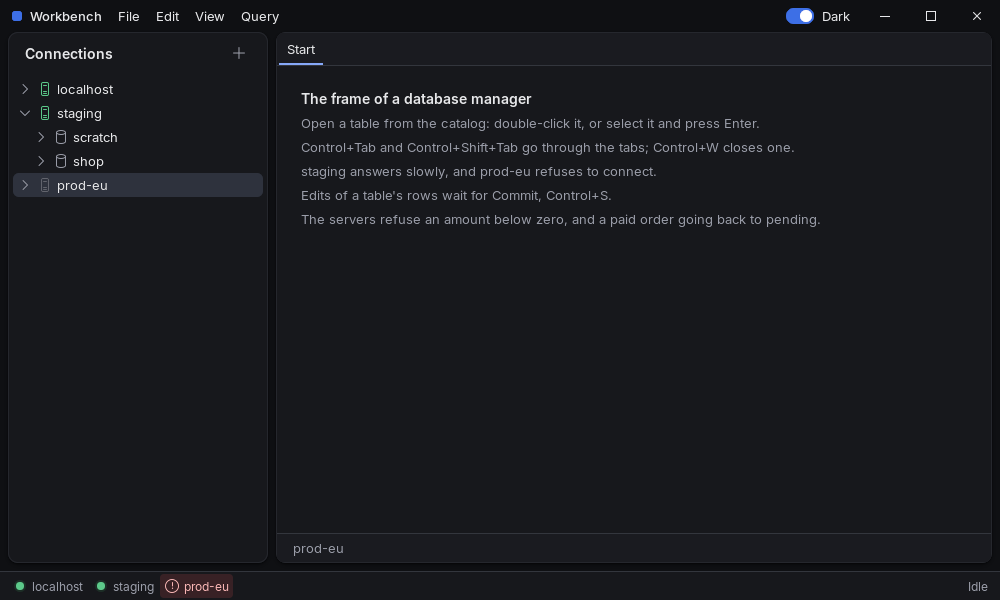 Workbench File Edit View Query Dark
Connections
localhost
staging
scratch
shop
prod-eu
Start
The frame of a database manager
Open a table from the catalog: double-click it, or select it and press Enter.
Control+Tab and Control+Shift+Tab go through the tabs; Control+W closes one.
staging answers slowly, and prod-eu refuses to connect.
Edits of a table's rows wait for Commit, Control+S.
The servers refuse an amount below zero, and a paid order going back to pending.
prod-eu
localhost staging prod-eu Idle